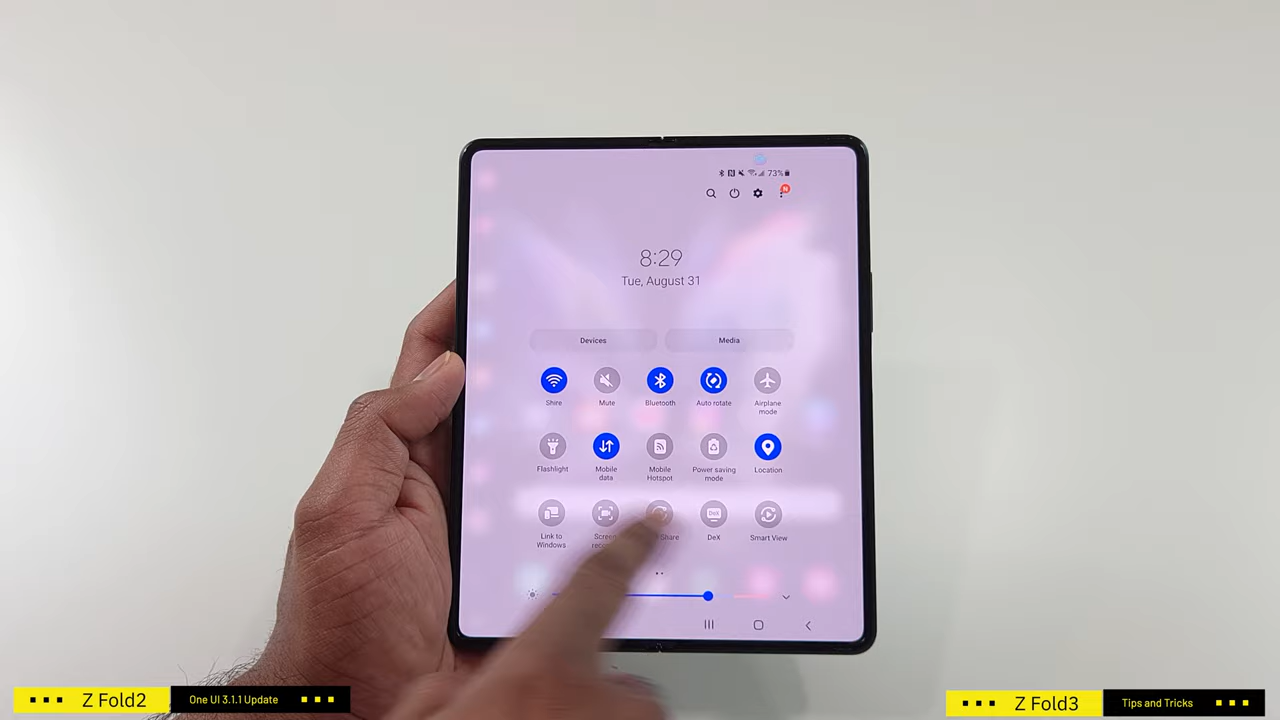 73%
N
8:29
Tue, August 31
Devices
Media
Shire
Mute
Bluetooth
Auto rotate
Airplane
mode
Flashlight
Mobile
data
Mobile
Hotspot
Power saving
mode
Location
Link to
Windows
Screen
Share
DeX
DeX
Smart View
Z Fold2
One UI 3.1.1 Update
Z Fold3
Tips and Tricks